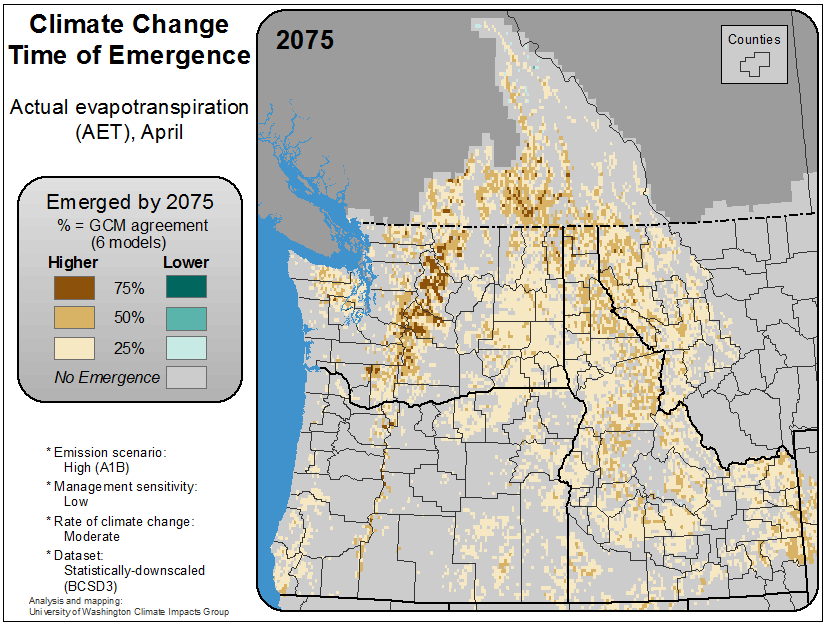 Climate Change
Time of Emergence
Actual evapotranspiration
(AET), April
Emerged by 2075
% = GCM agreement
(6 models)
Higher Lower
75%
50%
25%
No Emergence
* Emission scenario:
High (A1B)
* Management sensitivity:
Low
* Rate of climate change:
Moderate
* Dataset:
Statistically-downscaled
(BCSD3)
Analysis and mapping:
University of Washington Climate Impacts Group
2075
Counties